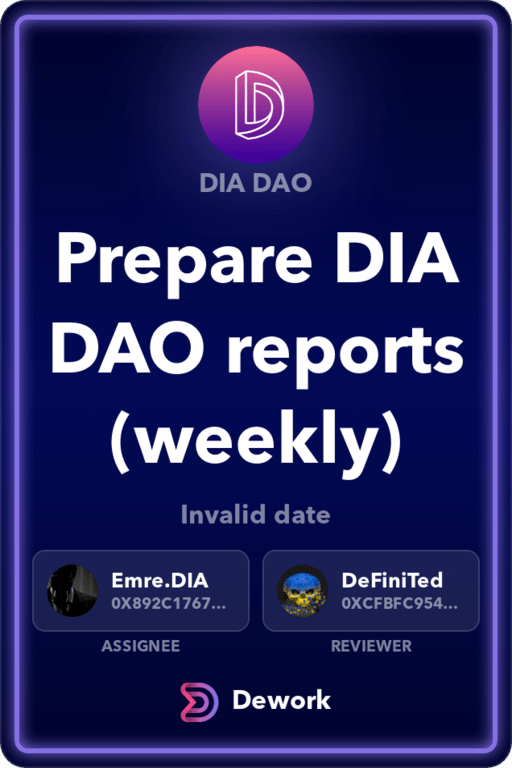 DIA DAO
Prepare DIA
DAO reports
(weekly)
Invalid date
Emre.DIA
0X892C1767...
DeFiniTed
0XCFBFC954...
ASSIGNEE
REVIEWER
Dework